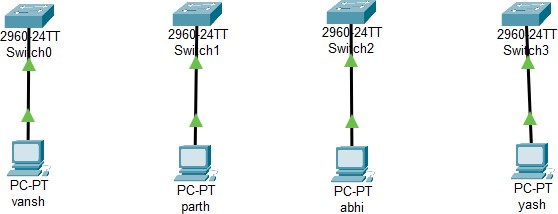 2960-24TT
Switch0
2960-24TT
Switch1
2960-24TT
Switch2
2960-24TT
Switch3
PC-PT
vansh
PC-PT
parth
PC-PT
abhi
PC-PT
yash